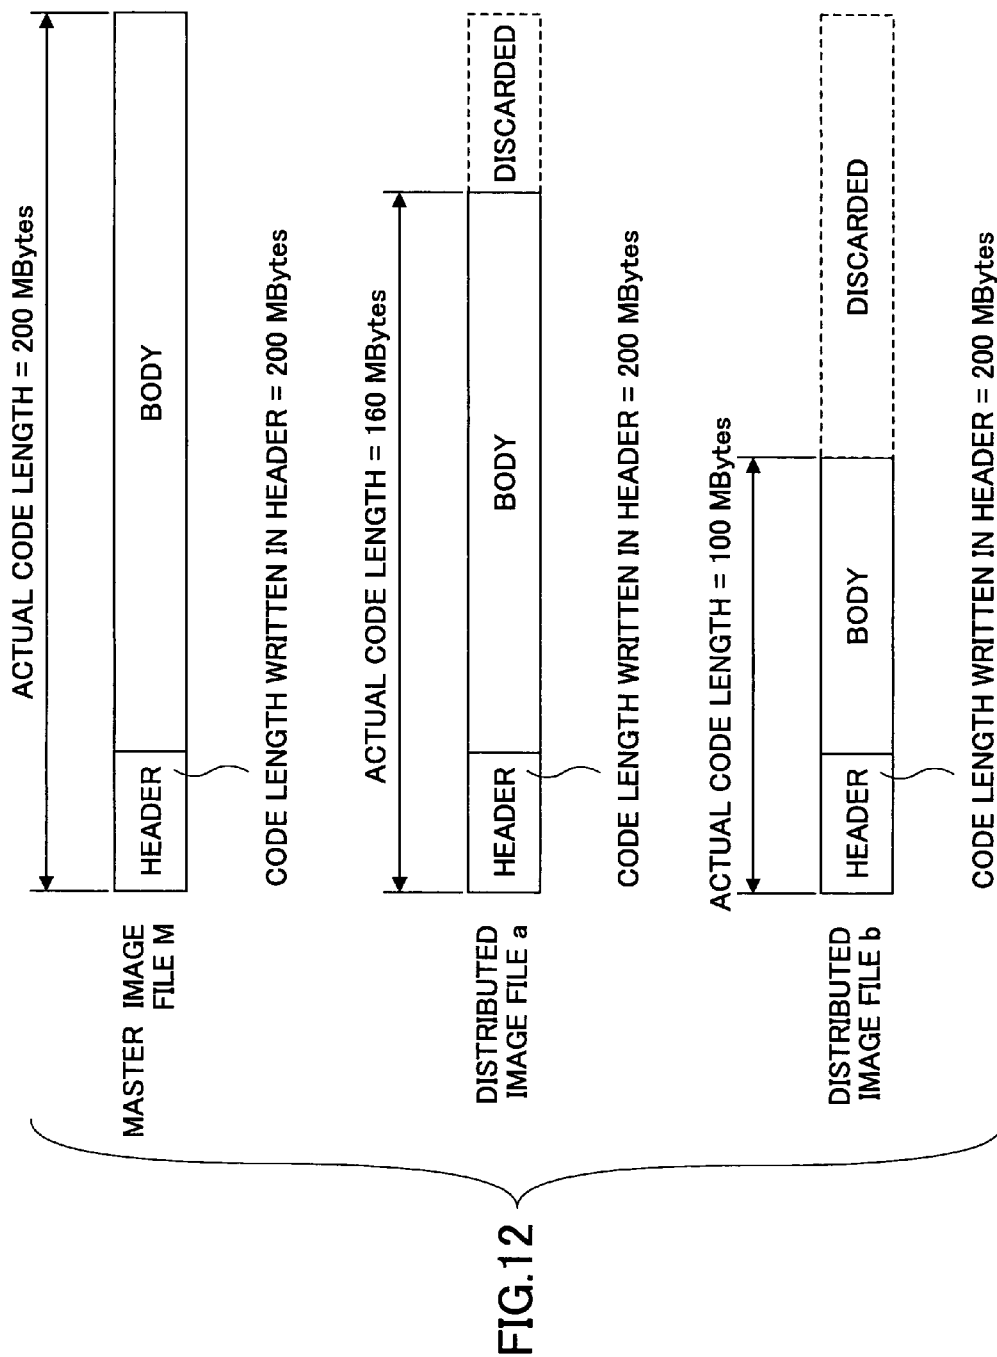 FIG.12
MASTER IMAGE
FILE M
ACTUAL CODE LENGTH = 200 MBytes
HEADER
BODY
CODE LENGTH WRITTEN IN HEADER = 200 MBytes
DISTRIBUTED
IMAGE FILE a
ACTUAL CODE LENGTH = 160 MBytes
HEADER
BODY
DISCARDED
CODE LENGTH WRITTEN IN HEADER = 200 MBytes
DISTRIBUTED
IMAGE FILE b
ACTUAL CODE LENGTH = 100 MBytes
HEADER
BODY
DISCARDED
CODE LENGTH WRITTEN IN HEADER = 200 MBytes